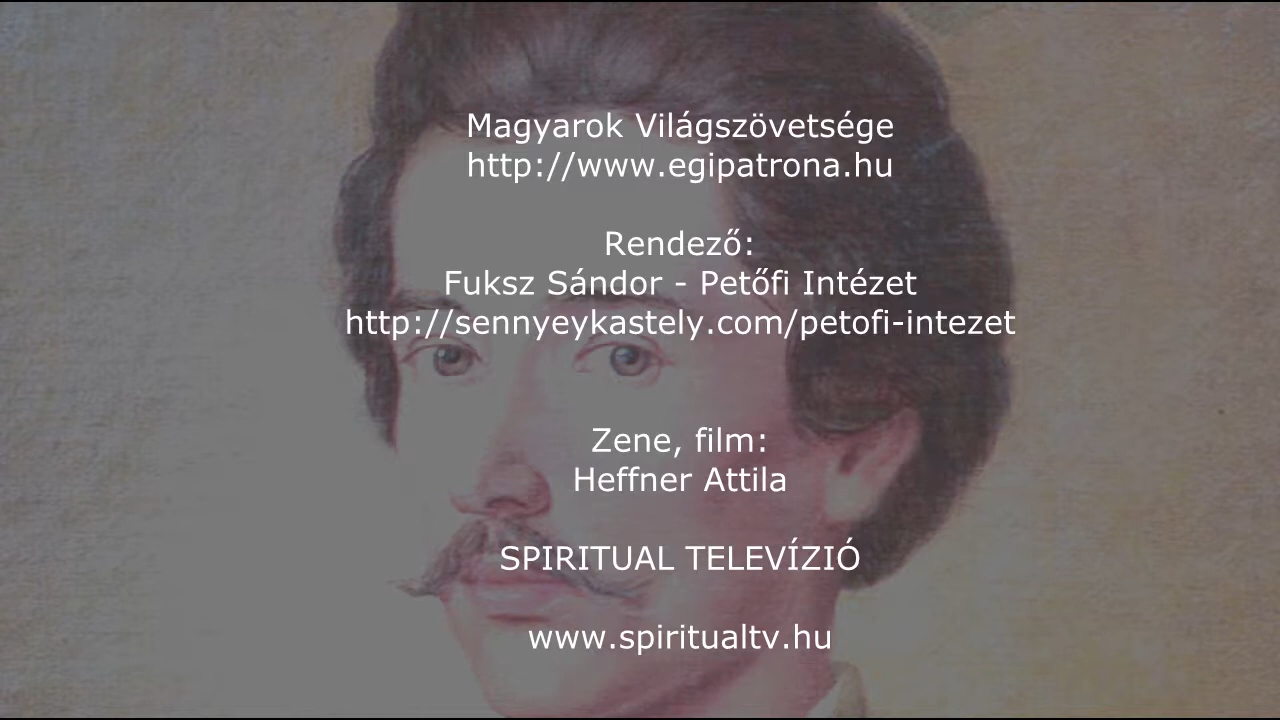 Magyarok Világszövetsége
http://www.egipatrona.hu
Rendező:
Fuksz Sándor - Petőfi Intézet
http://sennyeykastely.com/petofi-intezet
Zene, film:
Heffner Attila
SPIRITUAL TELEVÍZIÓ
www.spiritualtv.hu